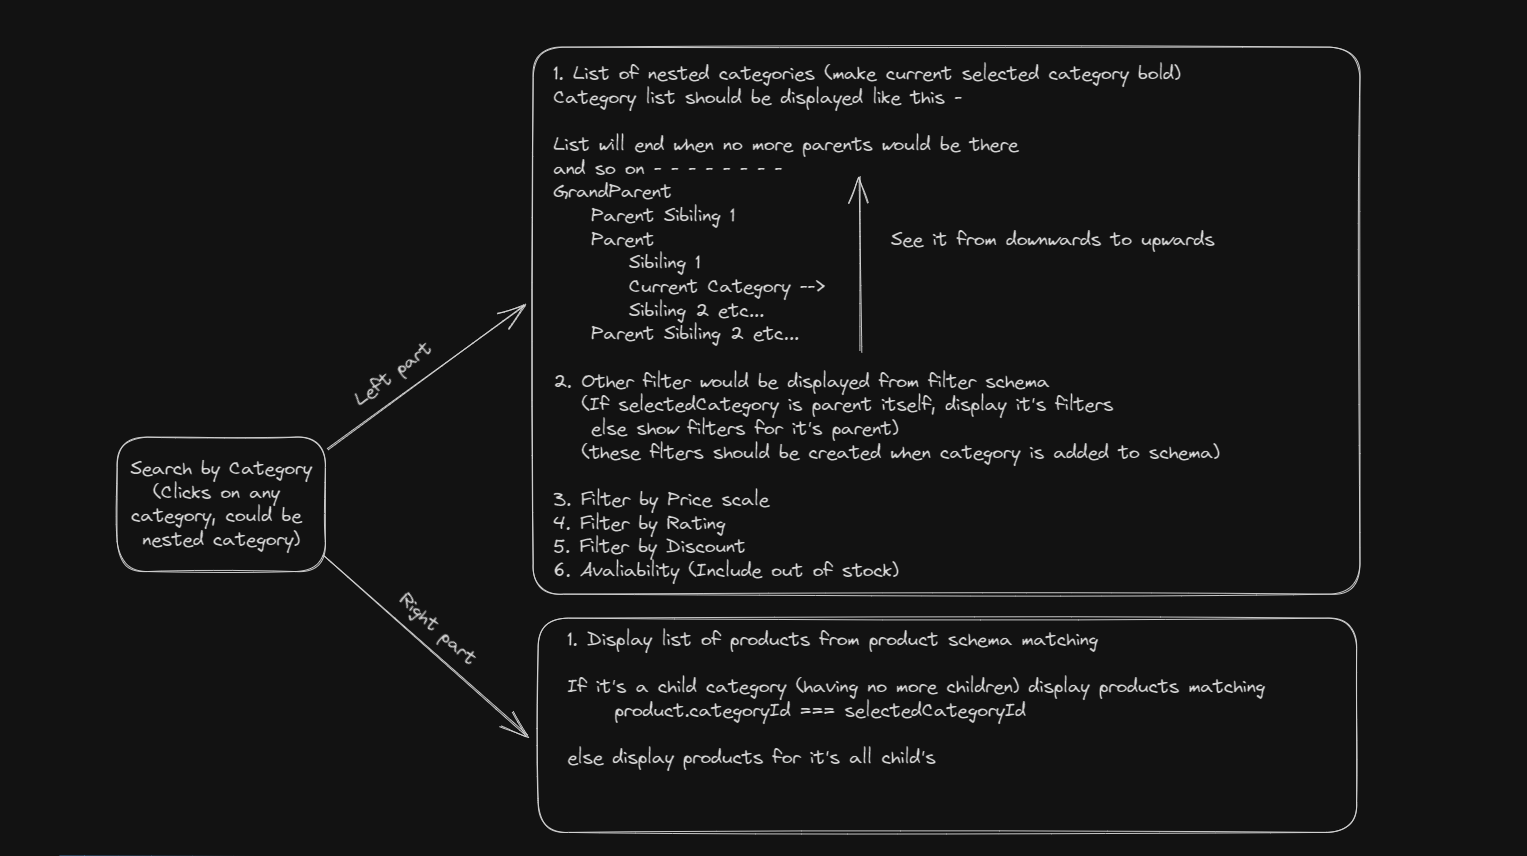 1. List of nested categories (make current selected category bold)
Category list should be displayed like this -
List will end when no more parents would be there
and so on - - - - - - - -
GrandParent
Parent Sibiling 1
Parent
Sibiling 1
Current Category -->
Sibiling 2 etc...
Parent Sibiling 2 etc...
See it from downwards to upwards
2. Other filter would be displayed from filter schema
(If selectedCategory is parent itself, display it's filters
else show filters for it's parent)
(these flters should be created when category is added to schema)
3. Filter by Price scale
4. Filter by Rating
5. Filter by Discount
6. Avaliability (Include out of stock)
Left part
Search by Category
(Clicks on any
category, could be
nested category)
Right part
1. Display list of products from product schema matching
If it's a child category (having no more children) display products matching
product.categoryId === selectedCategoryId
else display products for it's all child's